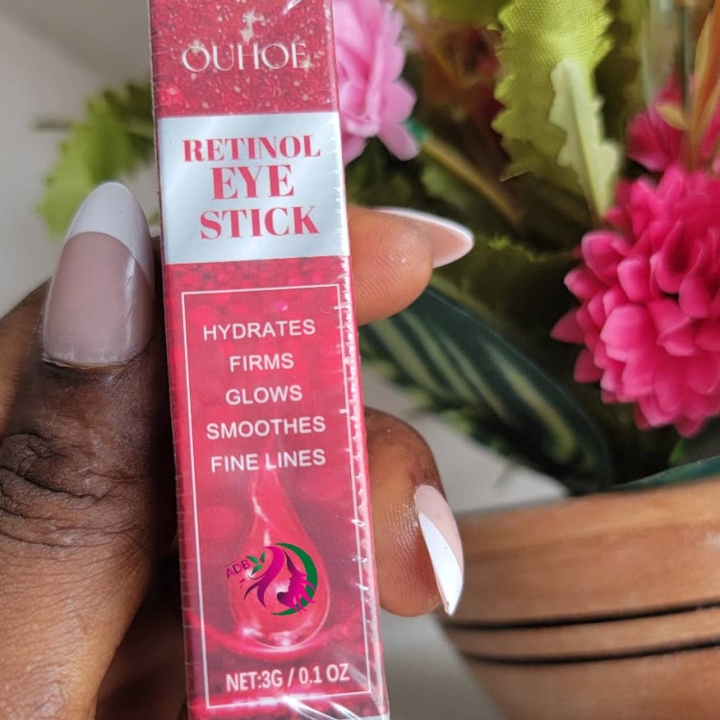 OUHOE
RETINOL
EYE
STICK
HYDRATES
FIRMS
GLOWS
SMOOTHES
FINE LINES
ADB
NET:3G / 0.1 OZ